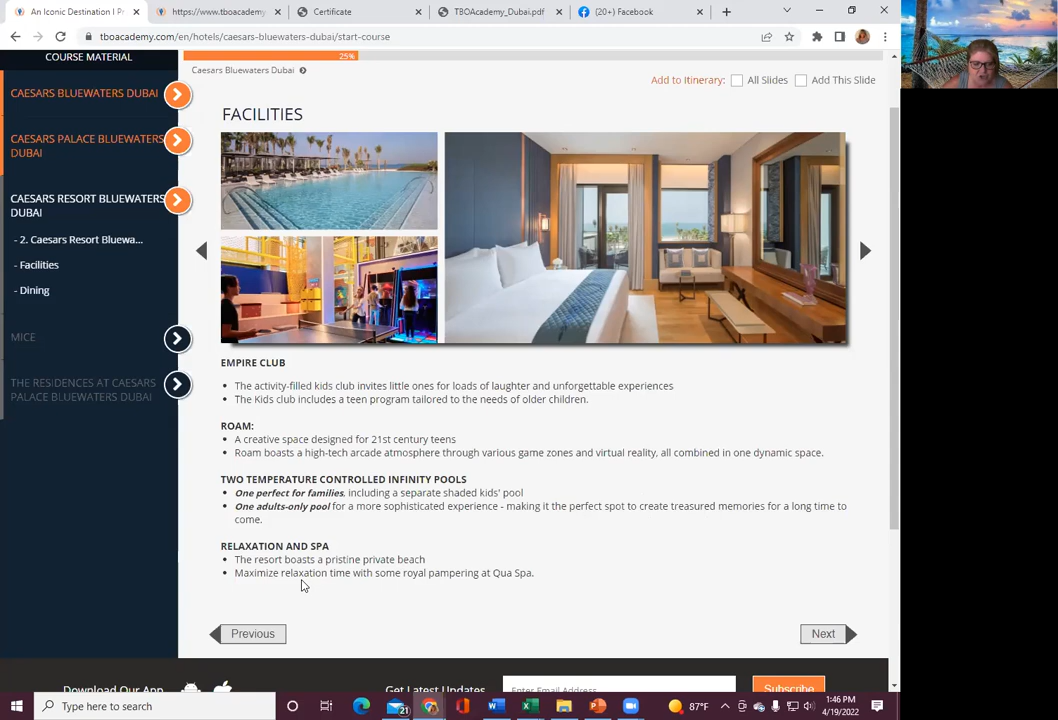 An Iconic Destination I P
https://www.tboacademy
Certificate
TBOAcademy_Dubai.pdf
(20+) Facebook
tboacademy.com/en/hotels/caesars-bluewaters-dubai/start-course
COURSE MATERIAL
25%
Caesars Bluewaters Dubai
Add to Itinerary:
All Slides
Add This Slide
CAESARS BLUEWATERS DUBAI
CAESARS PALACE BLUEWATERS
DUBAI
CAESARS RESORT BLUEWATERS
DUBAI
- 2. Caesars Resort Bluewa...
- Facilities
- Dining
MICE
THE RESIDENCES AT CAESARS
PALACE BLUEWATERS DUBAI
FACILITIES
EMPIRE CLUB
• The activity-filled kids club invites little ones for loads of laughter and unforgettable experiences
• The Kids club includes a teen program tailored to the needs of older children.
ROAM:
• A creative space designed for 21st century teens
• Roam boasts a high-tech arcade atmosphere through various game zones and virtual reality, all combined in one dynamic space.
TWO TEMPERATURE CONTROLLED INFINITY POOLS
• One perfect for families, including a separate shaded kids' pool
• One adults-only pool for a more sophisticated experience - making it the perfect spot to create treasured memories for a long time to
come.
RELAXATION AND SPA
• The resort boasts a pristine private beach
• Maximize relaxation time with some royal pampering at Qua Spa.
Previous
Next
Download Our App
Get Latest Updates
Enter Email Address
Subscribe
Type here to search
21
87°F
1:46 PM
4/19/2022